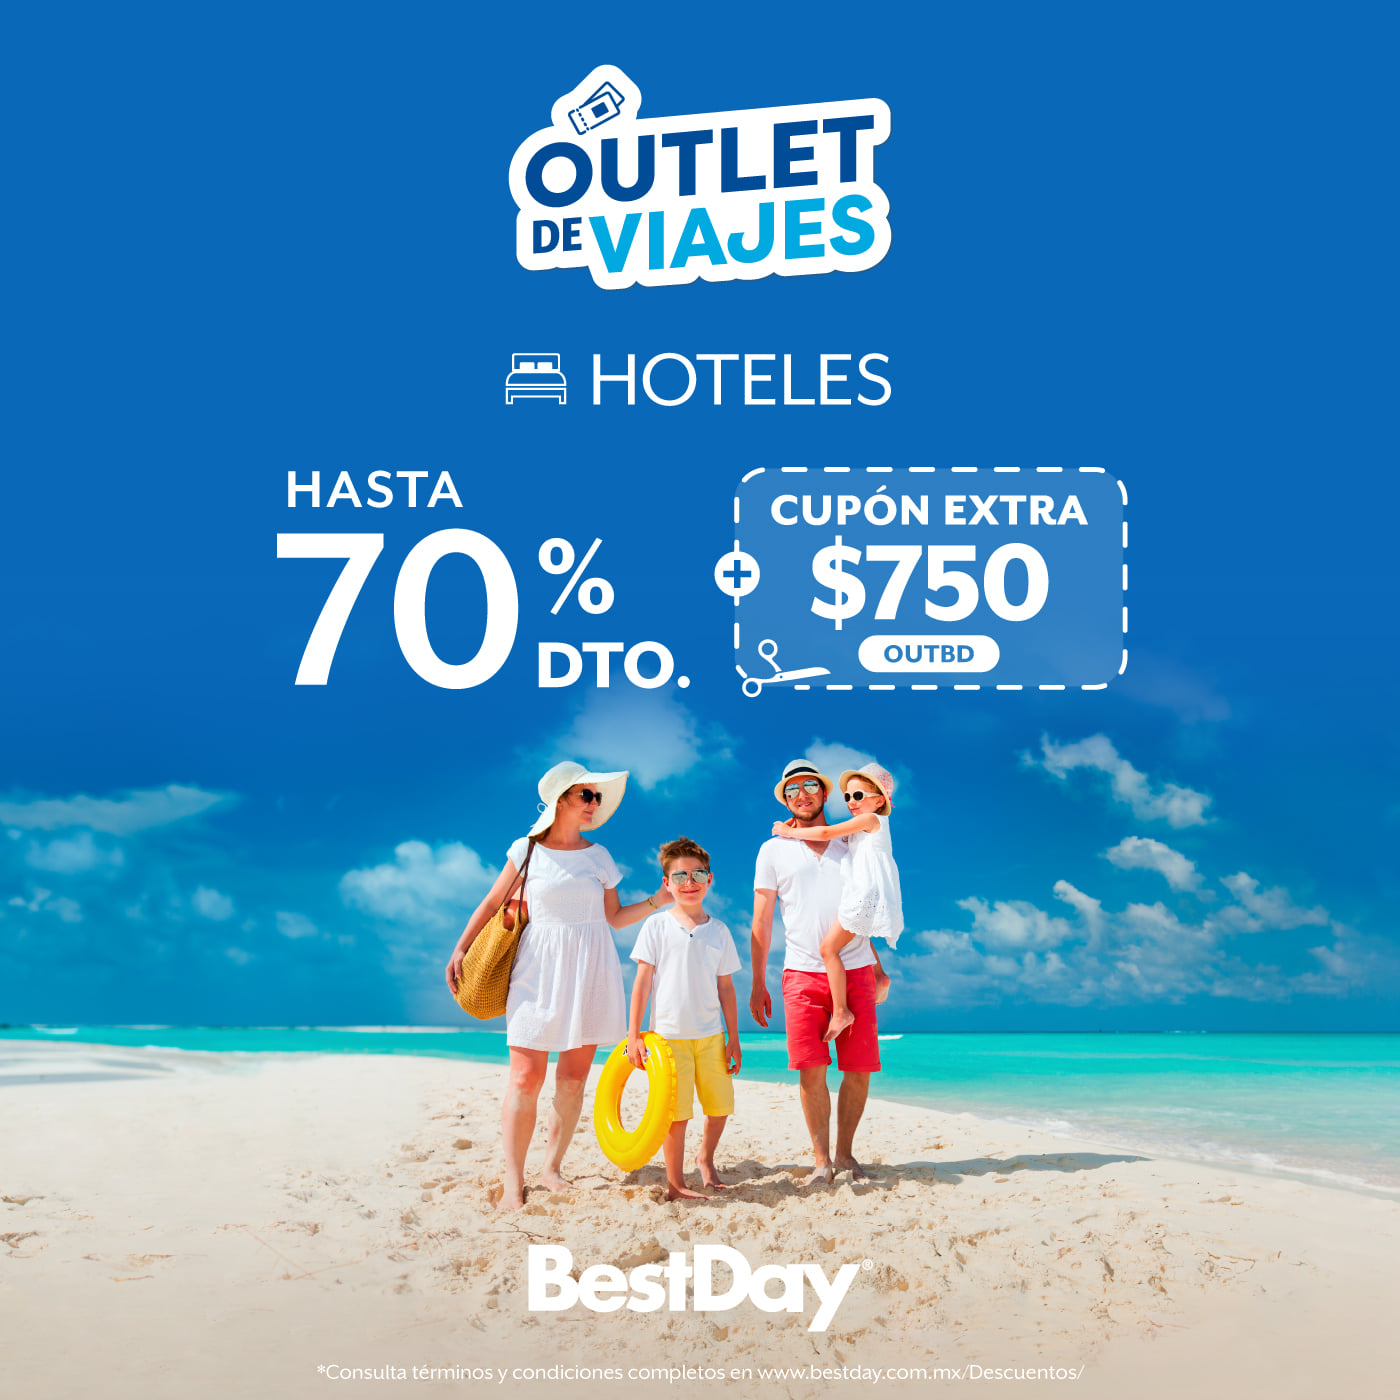 OUTLET
DE VIAJES
HOTELES
HASTA
70% DTO.
+
CUPÓN EXTRA
$750
OUTBD
BestDay®
*Consulta términos y condiciones completos en www.bestday.com.mx/Descuentos/